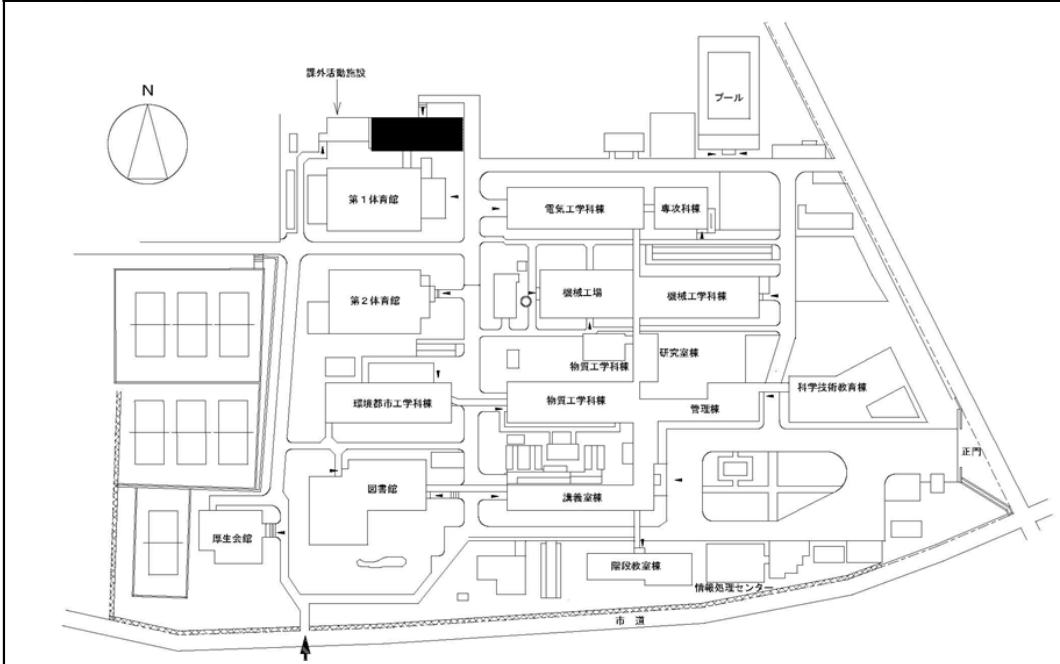 課外活動施設
N
プール
第1体育館
電気工学科棟
専攻科棟
第2体育館
機械工場
機械工学科棟
研究室棟
物質工学科棟
科学技術教育棟
環境都市工学科棟
物質工学科棟
管理棟
正門
図書館
講義室棟
厚生会館
階段教室棟
情報処理センター
市道